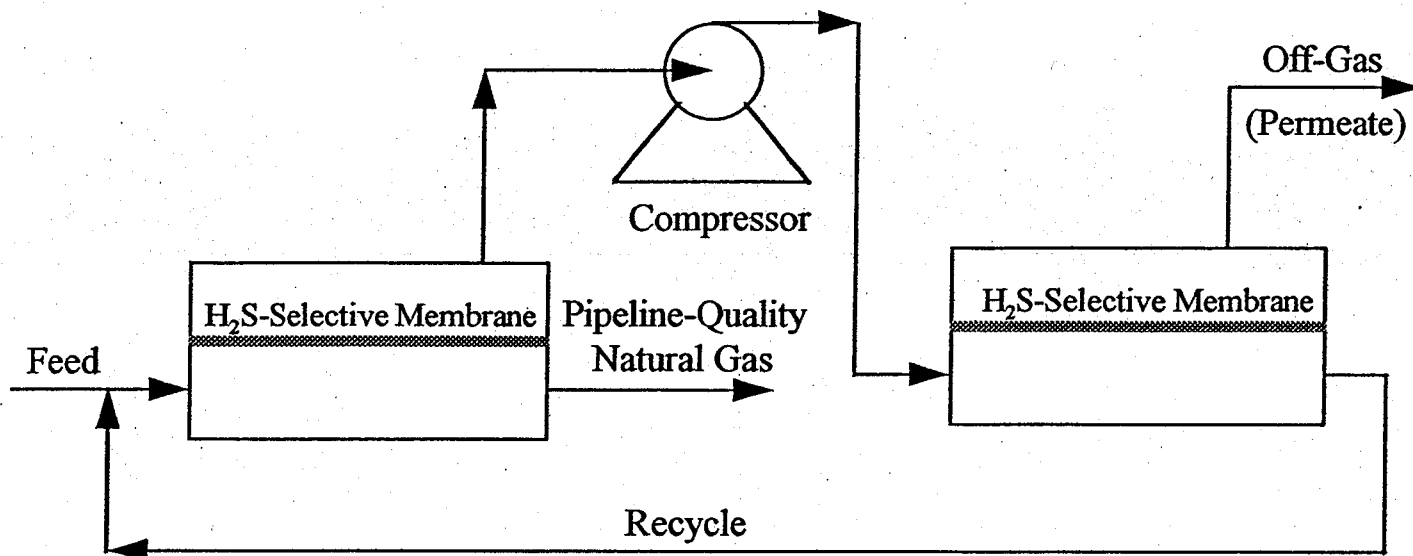 Off-Gas
(Permeate)
Compressor
H₂S-Selective Membrane
Pipeline-Quality
Natural Gas
H₂S-Selective Membrane
Feed
Recycle